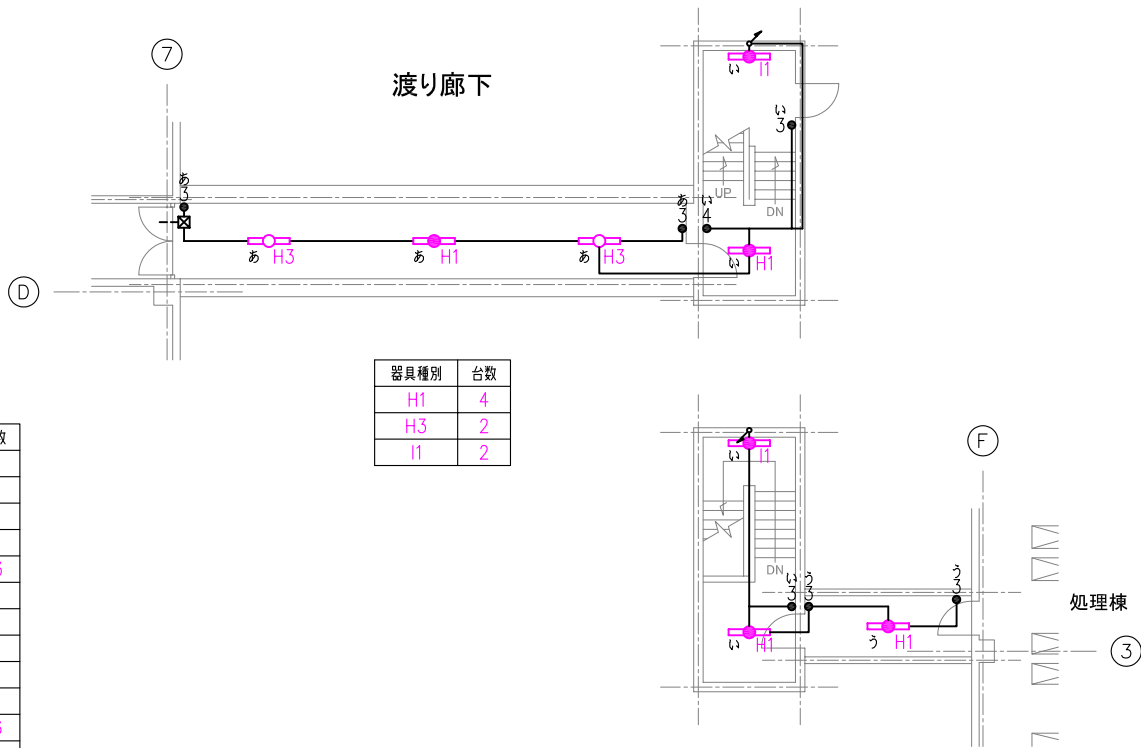 7
渡り廊下
い
I1
い
3
あ
3
UP
DN
あ
3
い
4
あ
H3
あ
H1
あ
H3
い
H1
D
器具種別 台数
H1 4
H3 2
I1 2
数
い
I1
F
DN
い
3
う
3
う
3
処理棟
い
H1
う
H1
3